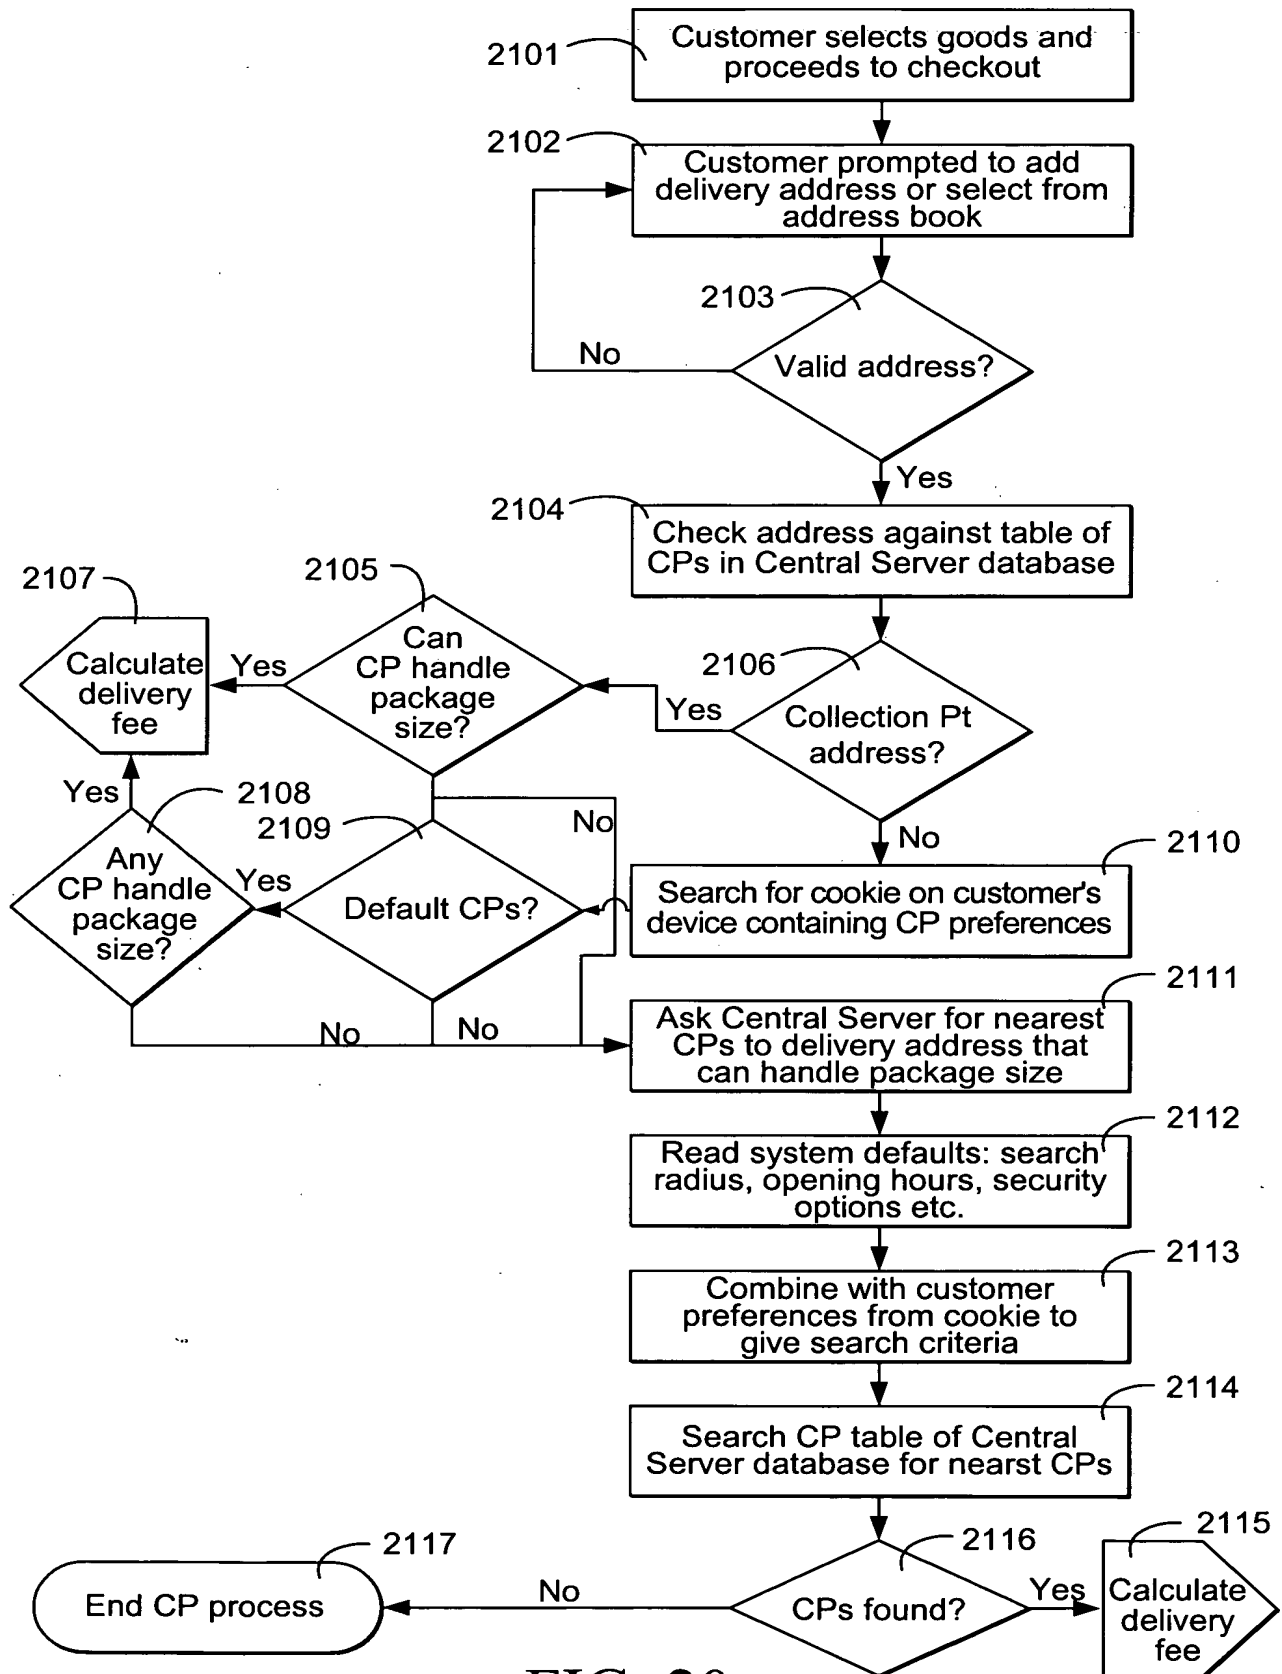 2101
Customer selects goods and
proceeds to checkout
2102
Customer prompted to add
delivery address or select from
address book
2103
Valid address?
No
Yes
2104
Check address against table of
CPs in Central Server database
2105
2107
Can
CP handle
package
size?
Calculate
delivery
fee
Yes
2106
Yes
Collection Pt
address?
Yes
2108
2109
No
No
2110
Any
CP handle
package
size?
Yes
Default CPs?
Search for cookie on customer's
device containing CP preferences
2111
No
No
Ask Central Server for nearest
CPs to delivery address that
can handle package size
2112
Read system defaults: search
radius, opening hours, security
options etc.
2113
Combine with customer
preferences from cookie to
give search criteria
2114
Search CP table of Central
Server database for nearst CPs
2117
2116
2115
End CP process
No
CPs found?
Yes
Calculate
delivery
fee